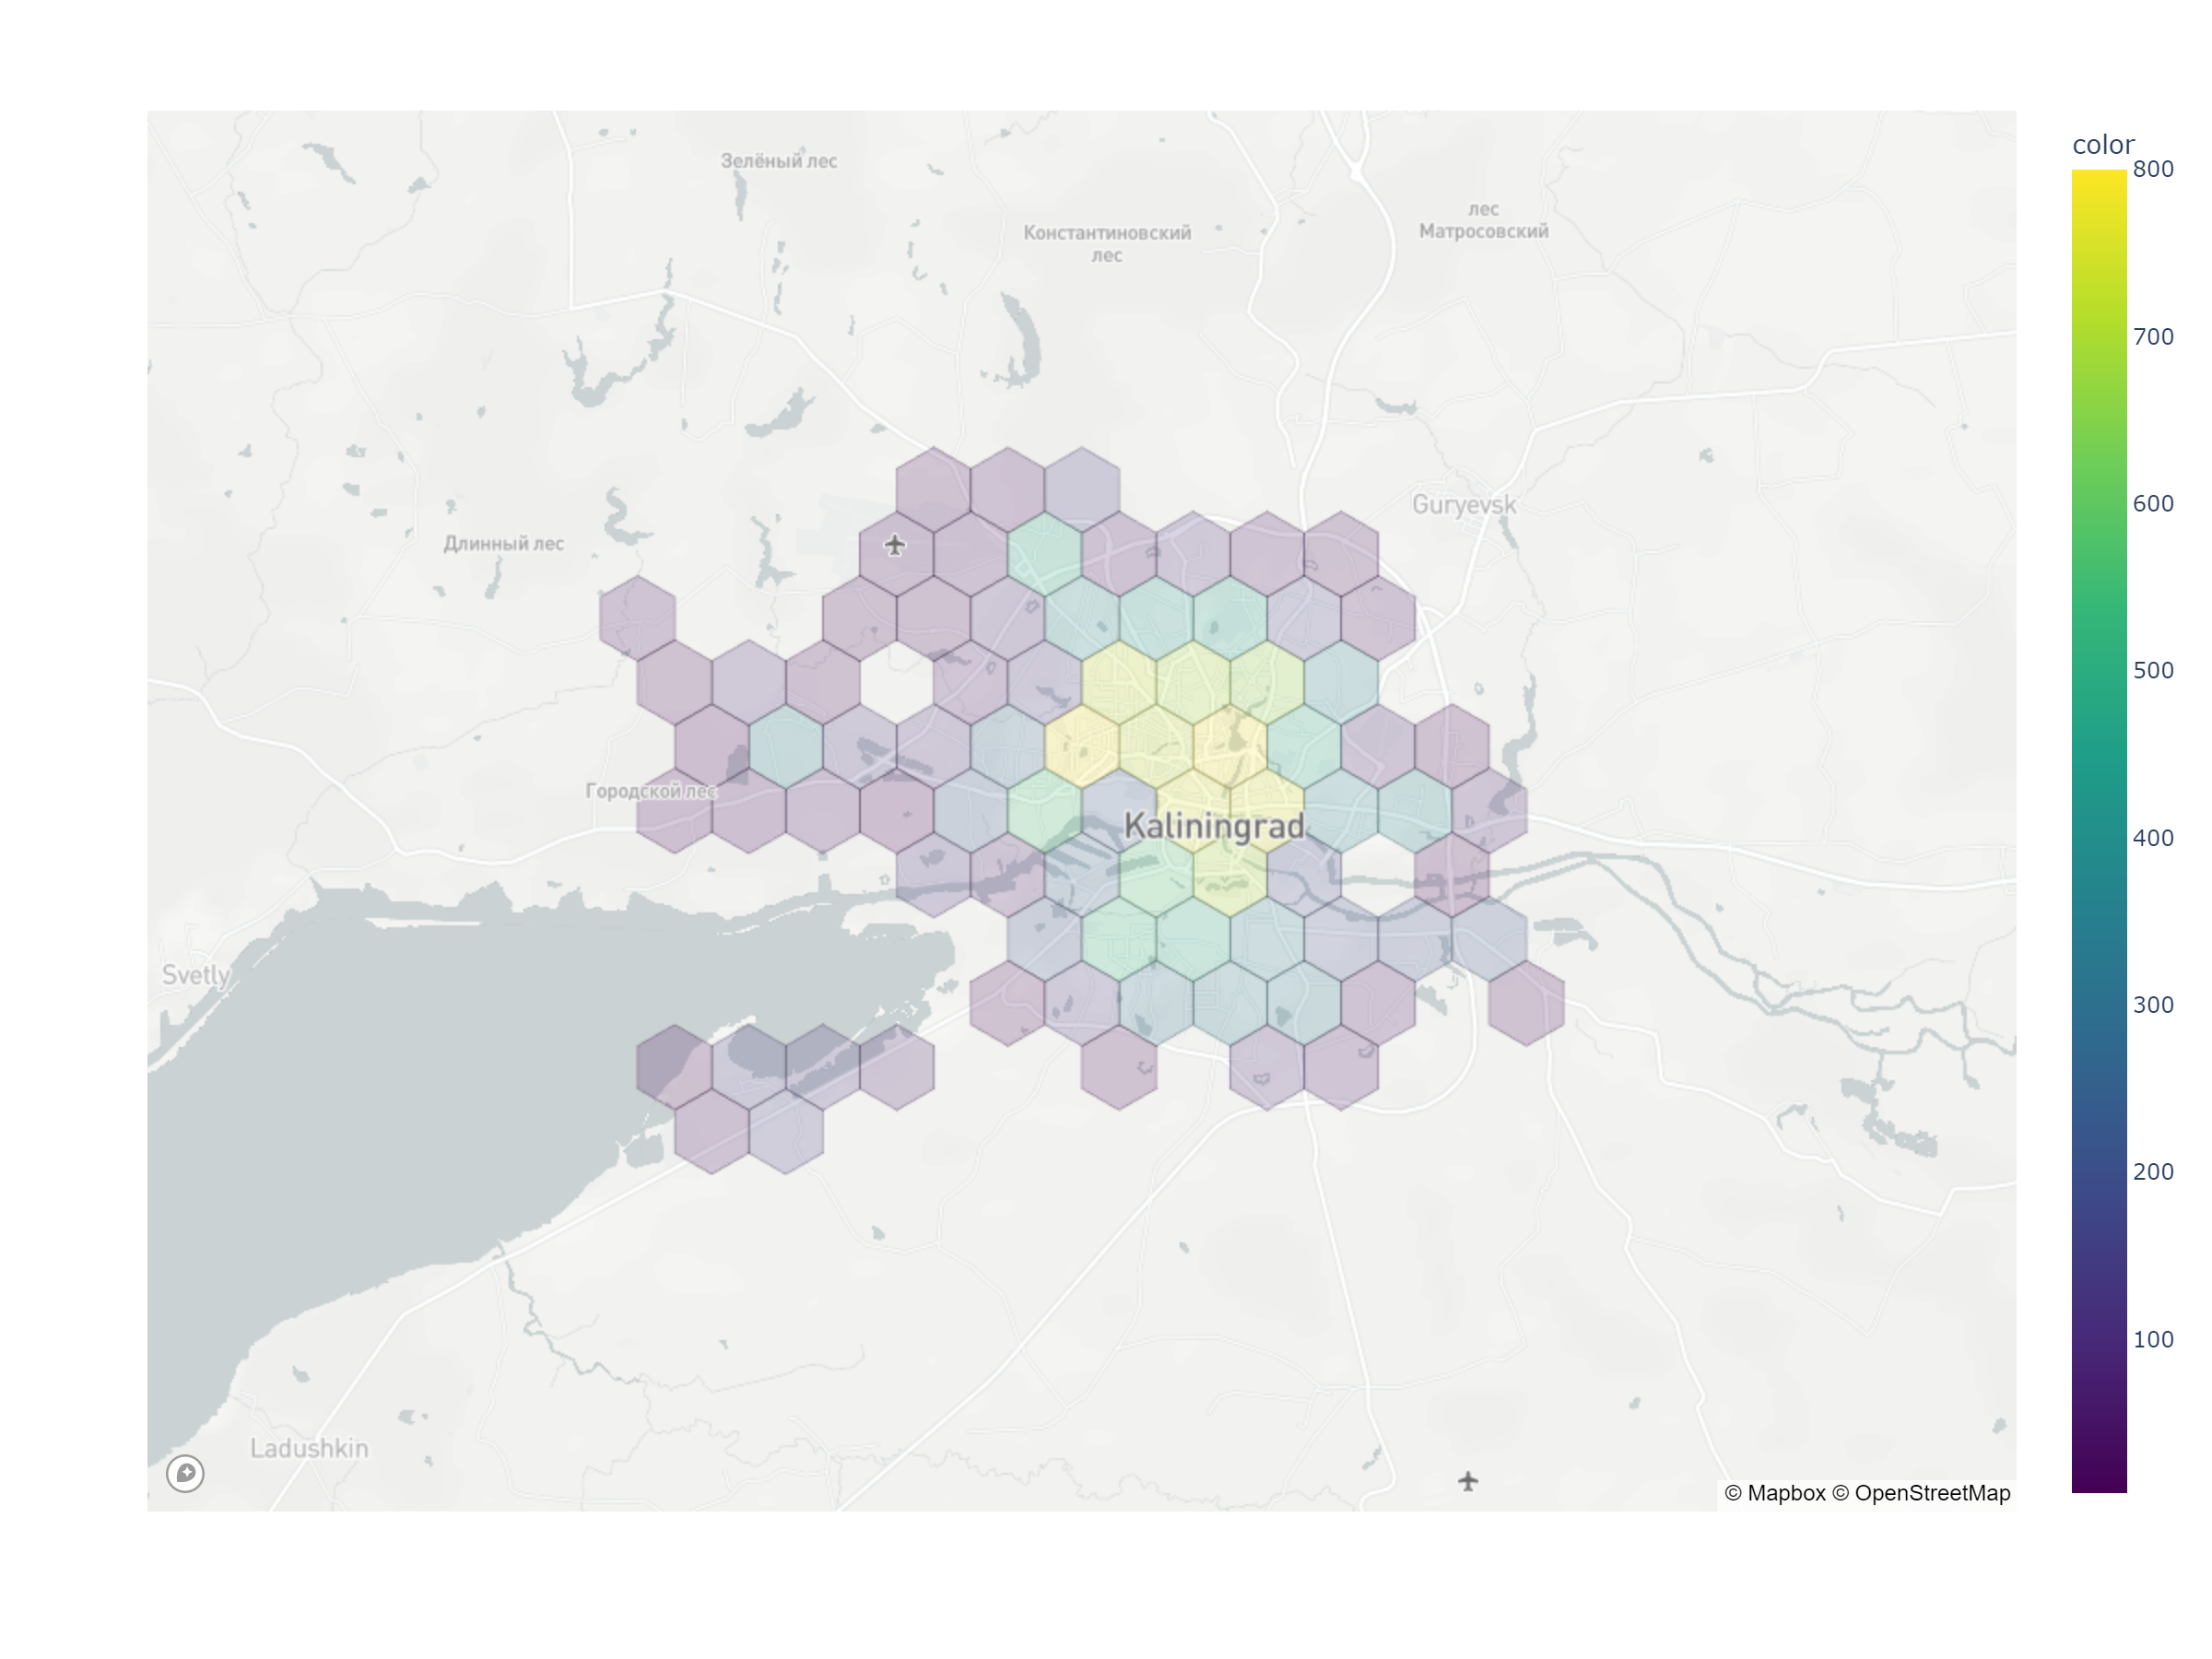 color
800
Зелёный лес
лес
Матросовский
Константиновский
лес
700
Guryevsk
600
Длинный лес
500
Городской лес
Kaliningrad
400
Svetly
300
200
100
Ladushkin
© Mapbox © OpenStreetMap